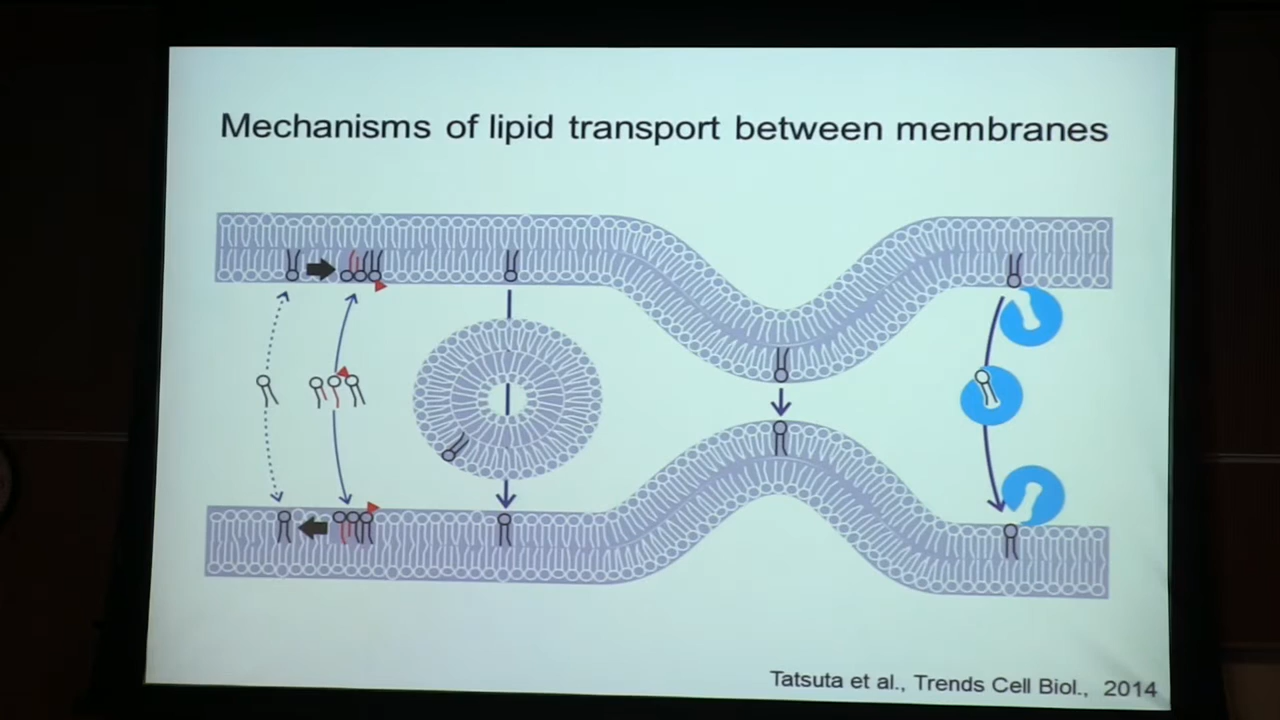 Mechanisms of lipid transport between membranes
Tatsuta et al., Trends Cell Biol., 2014